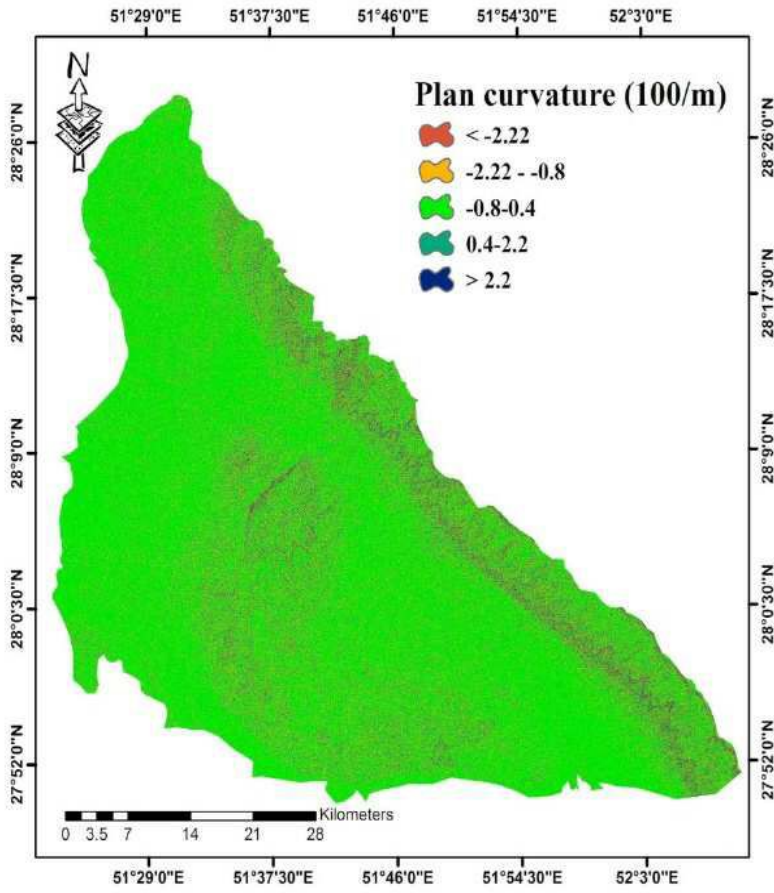 51°29'0"E 51°37'30"E 51°46'0"E 51°54'30"E 52°3'0"E
N
Plan curvature (100/m)
< -2.22
-2.22 - -0.8
-0.8-0.4
0.4-2.2
> 2.2
28°26'0"N
28°17'30"N
28°9'0"N
28°0'30"N
27°52'0"N
28°26'0"N
28°17'30"N
28°9'0"N
28°0'30"N
27°52'0"N
Kilometers
0 3.5 7 14 21 28
51°29'0"E 51°37'30"E 51°46'0"E 51°54'30"E 52°3'0"E